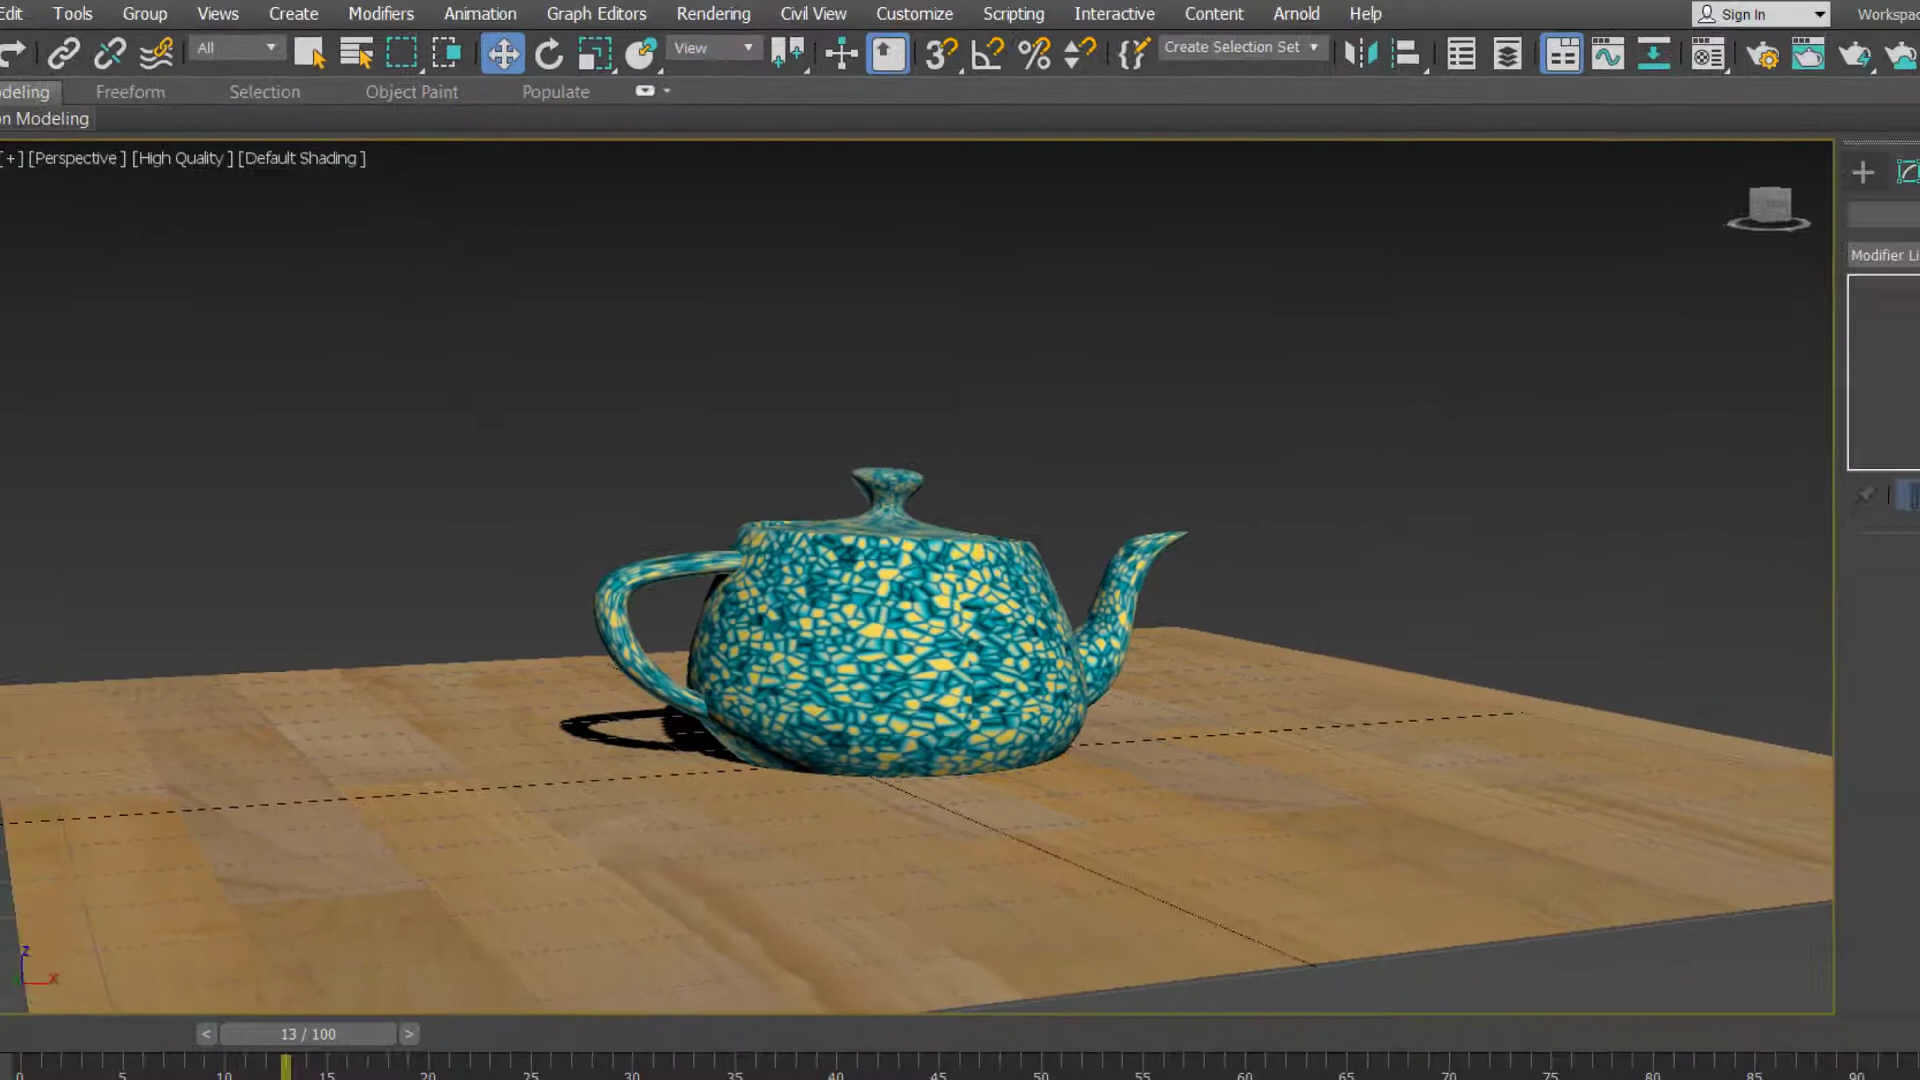 Edit Tools Group Views Create Modifiers Animation Graph Editors Rendering Civil View Customize Scripting Interactive Content Arnold Help Sign In Workspac
All View Create Selection Set
deling Freeform Selection Object Paint Populate
n Modeling
[+] [Perspective ] [High Quality ] [Default Shading ]
Modifier Li
z
x
< 13 / 100 >
0 5 10 15 20 25 30 35 40 45 50 55 60 65 70 75 80 85 90